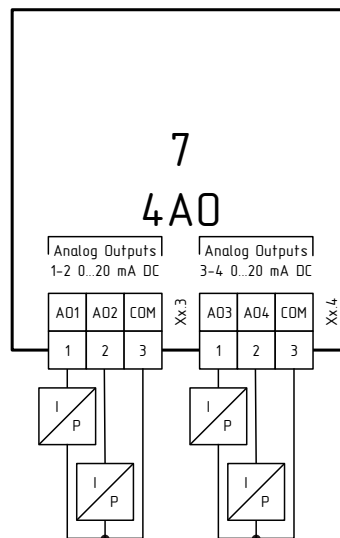 7
4AO
Analog Outputs
1-2 0...20 mA DC
Analog Outputs
3-4 0...20 mA DC
AO1 AO2 COM
Xx.3
AO3 AO4 COM
Xx.4
1 2 3
1 2 3
I
P
I
P
I
P
I
P